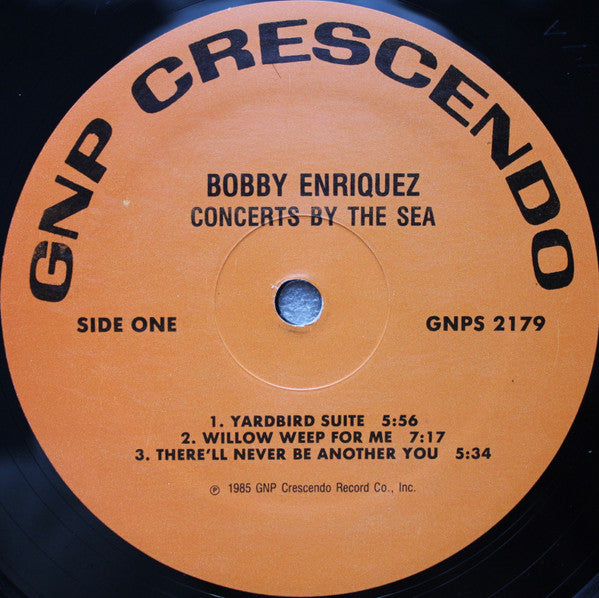 GNP CRESCENDO
BOBBY ENRIQUEZ
CONCERTS BY THE SEA
SIDE ONE GNPS 2179
1. YARDBIRD SUITE 5:56
2. WILLOW WEEP FOR ME 7:17
3. THERE'LL NEVER BE ANOTHER YOU 5:34
℗ 1985 GNP Crescendo Record Co., Inc.